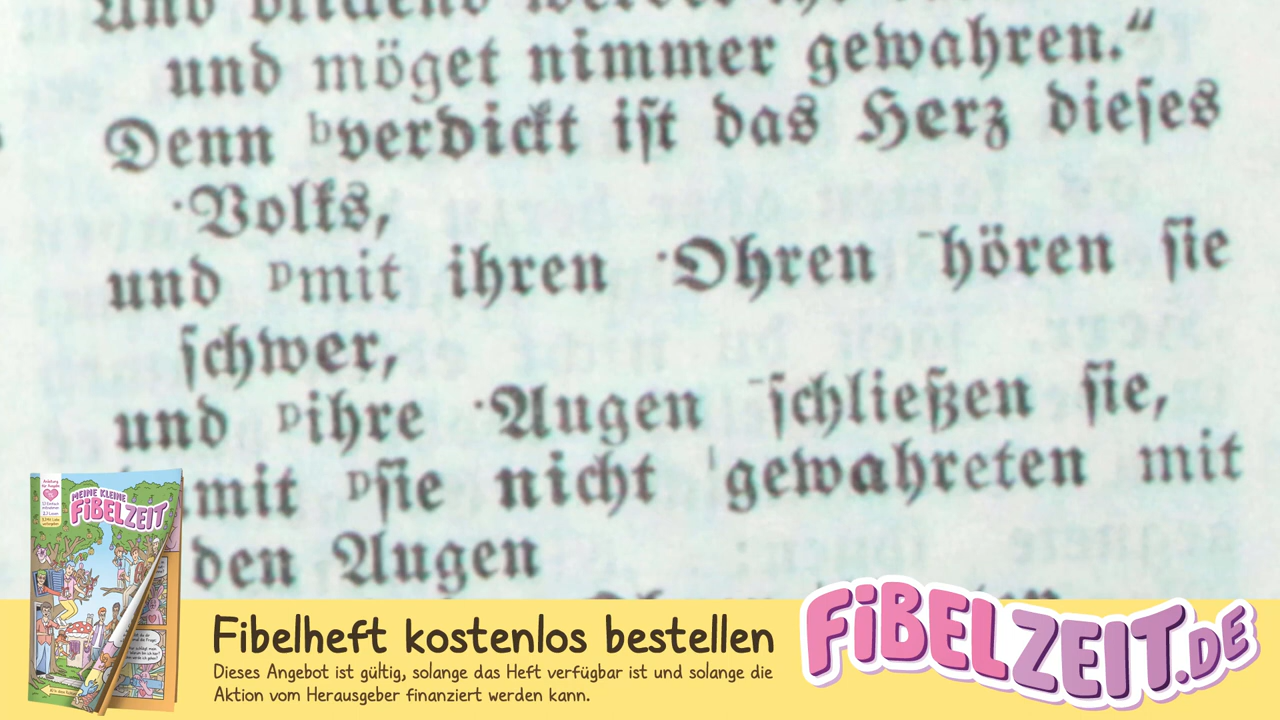 und möget nimmer gewahren.“
Denn ᵇverdickt ist das Herz dieses
·Volks,
und ᵖmit ihren ·Ohren ¯hören sie
schwer,
und ᵖihre ·Augen ¯schließen sie,
mit ᵖsie nicht ˈgewahreten mit
den Augen
MEINE KLEINE
FiBELZEiT
Fibelheft kostenlos bestellen
Dieses Angebot ist gültig, solange das Heft verfügbar ist und solange die
Aktion vom Herausgeber finanziert werden kann.
FiBELZEiT.DE